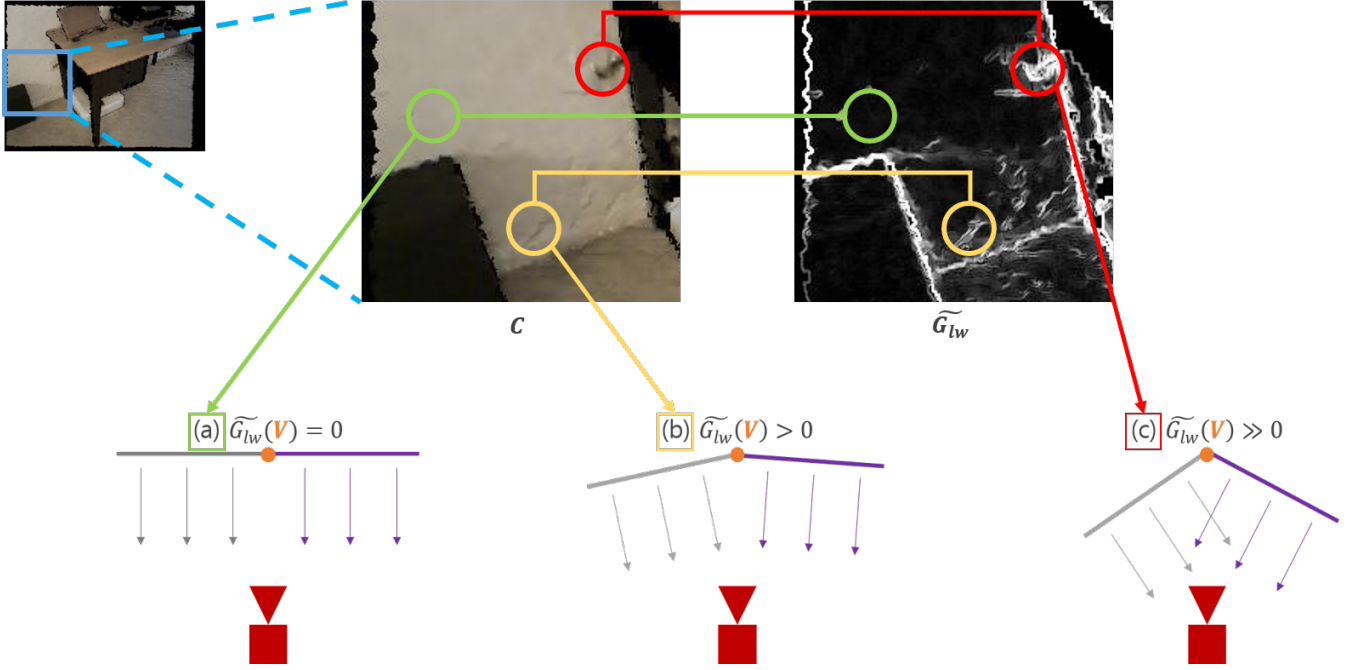 C
G̃_{lw}
(a) G̃_{lw}(V) = 0
(b) G̃_{lw}(V) > 0
(c) G̃_{lw}(V) ≫ 0